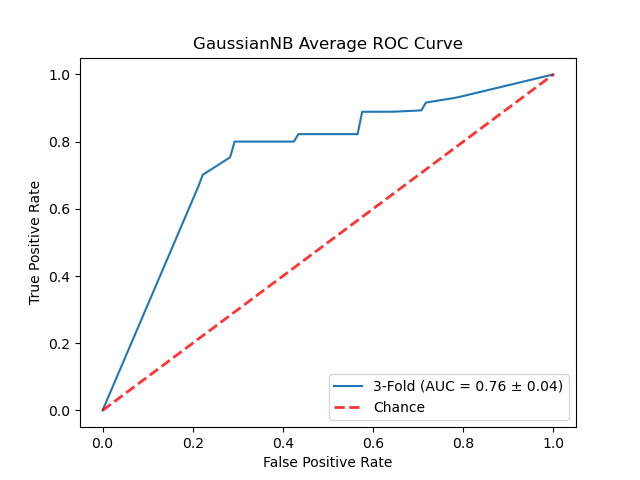 GaussianNB Average ROC Curve
1.0
0.8
0.6
0.4
0.2
0.0
True Positive Rate
3-Fold (AUC = 0.76 ± 0.04)
Chance
0.0 0.2 0.4 0.6 0.8 1.0
False Positive Rate